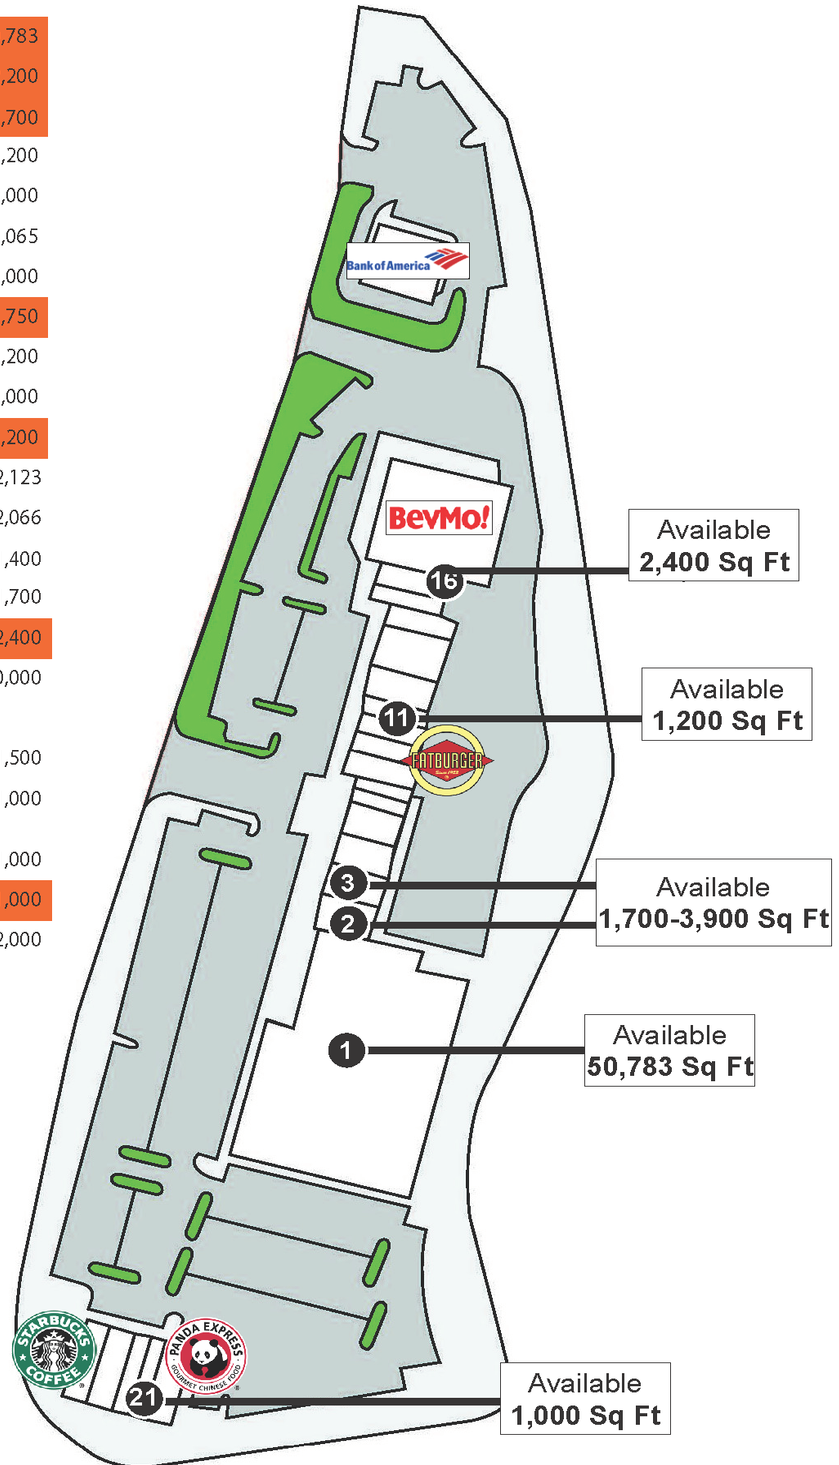 ,783
,200
,700
,200
,000
,065
,000
,750
,200
,000
,200
2,123
2,066
,400
,700
2,400
0,000
,500
,000
,000
,000
2,000
Bank of America
BevMo!
16
Available
2,400 Sq Ft
11
Available
1,200 Sq Ft
FATBURGER
Since 1952
3
2
Available
1,700-3,900 Sq Ft
1
Available
50,783 Sq Ft
STARBUCKS
COFFEE
®
PANDA EXPRESS
GOURMET CHINESE FOOD
®
21
Available
1,000 Sq Ft